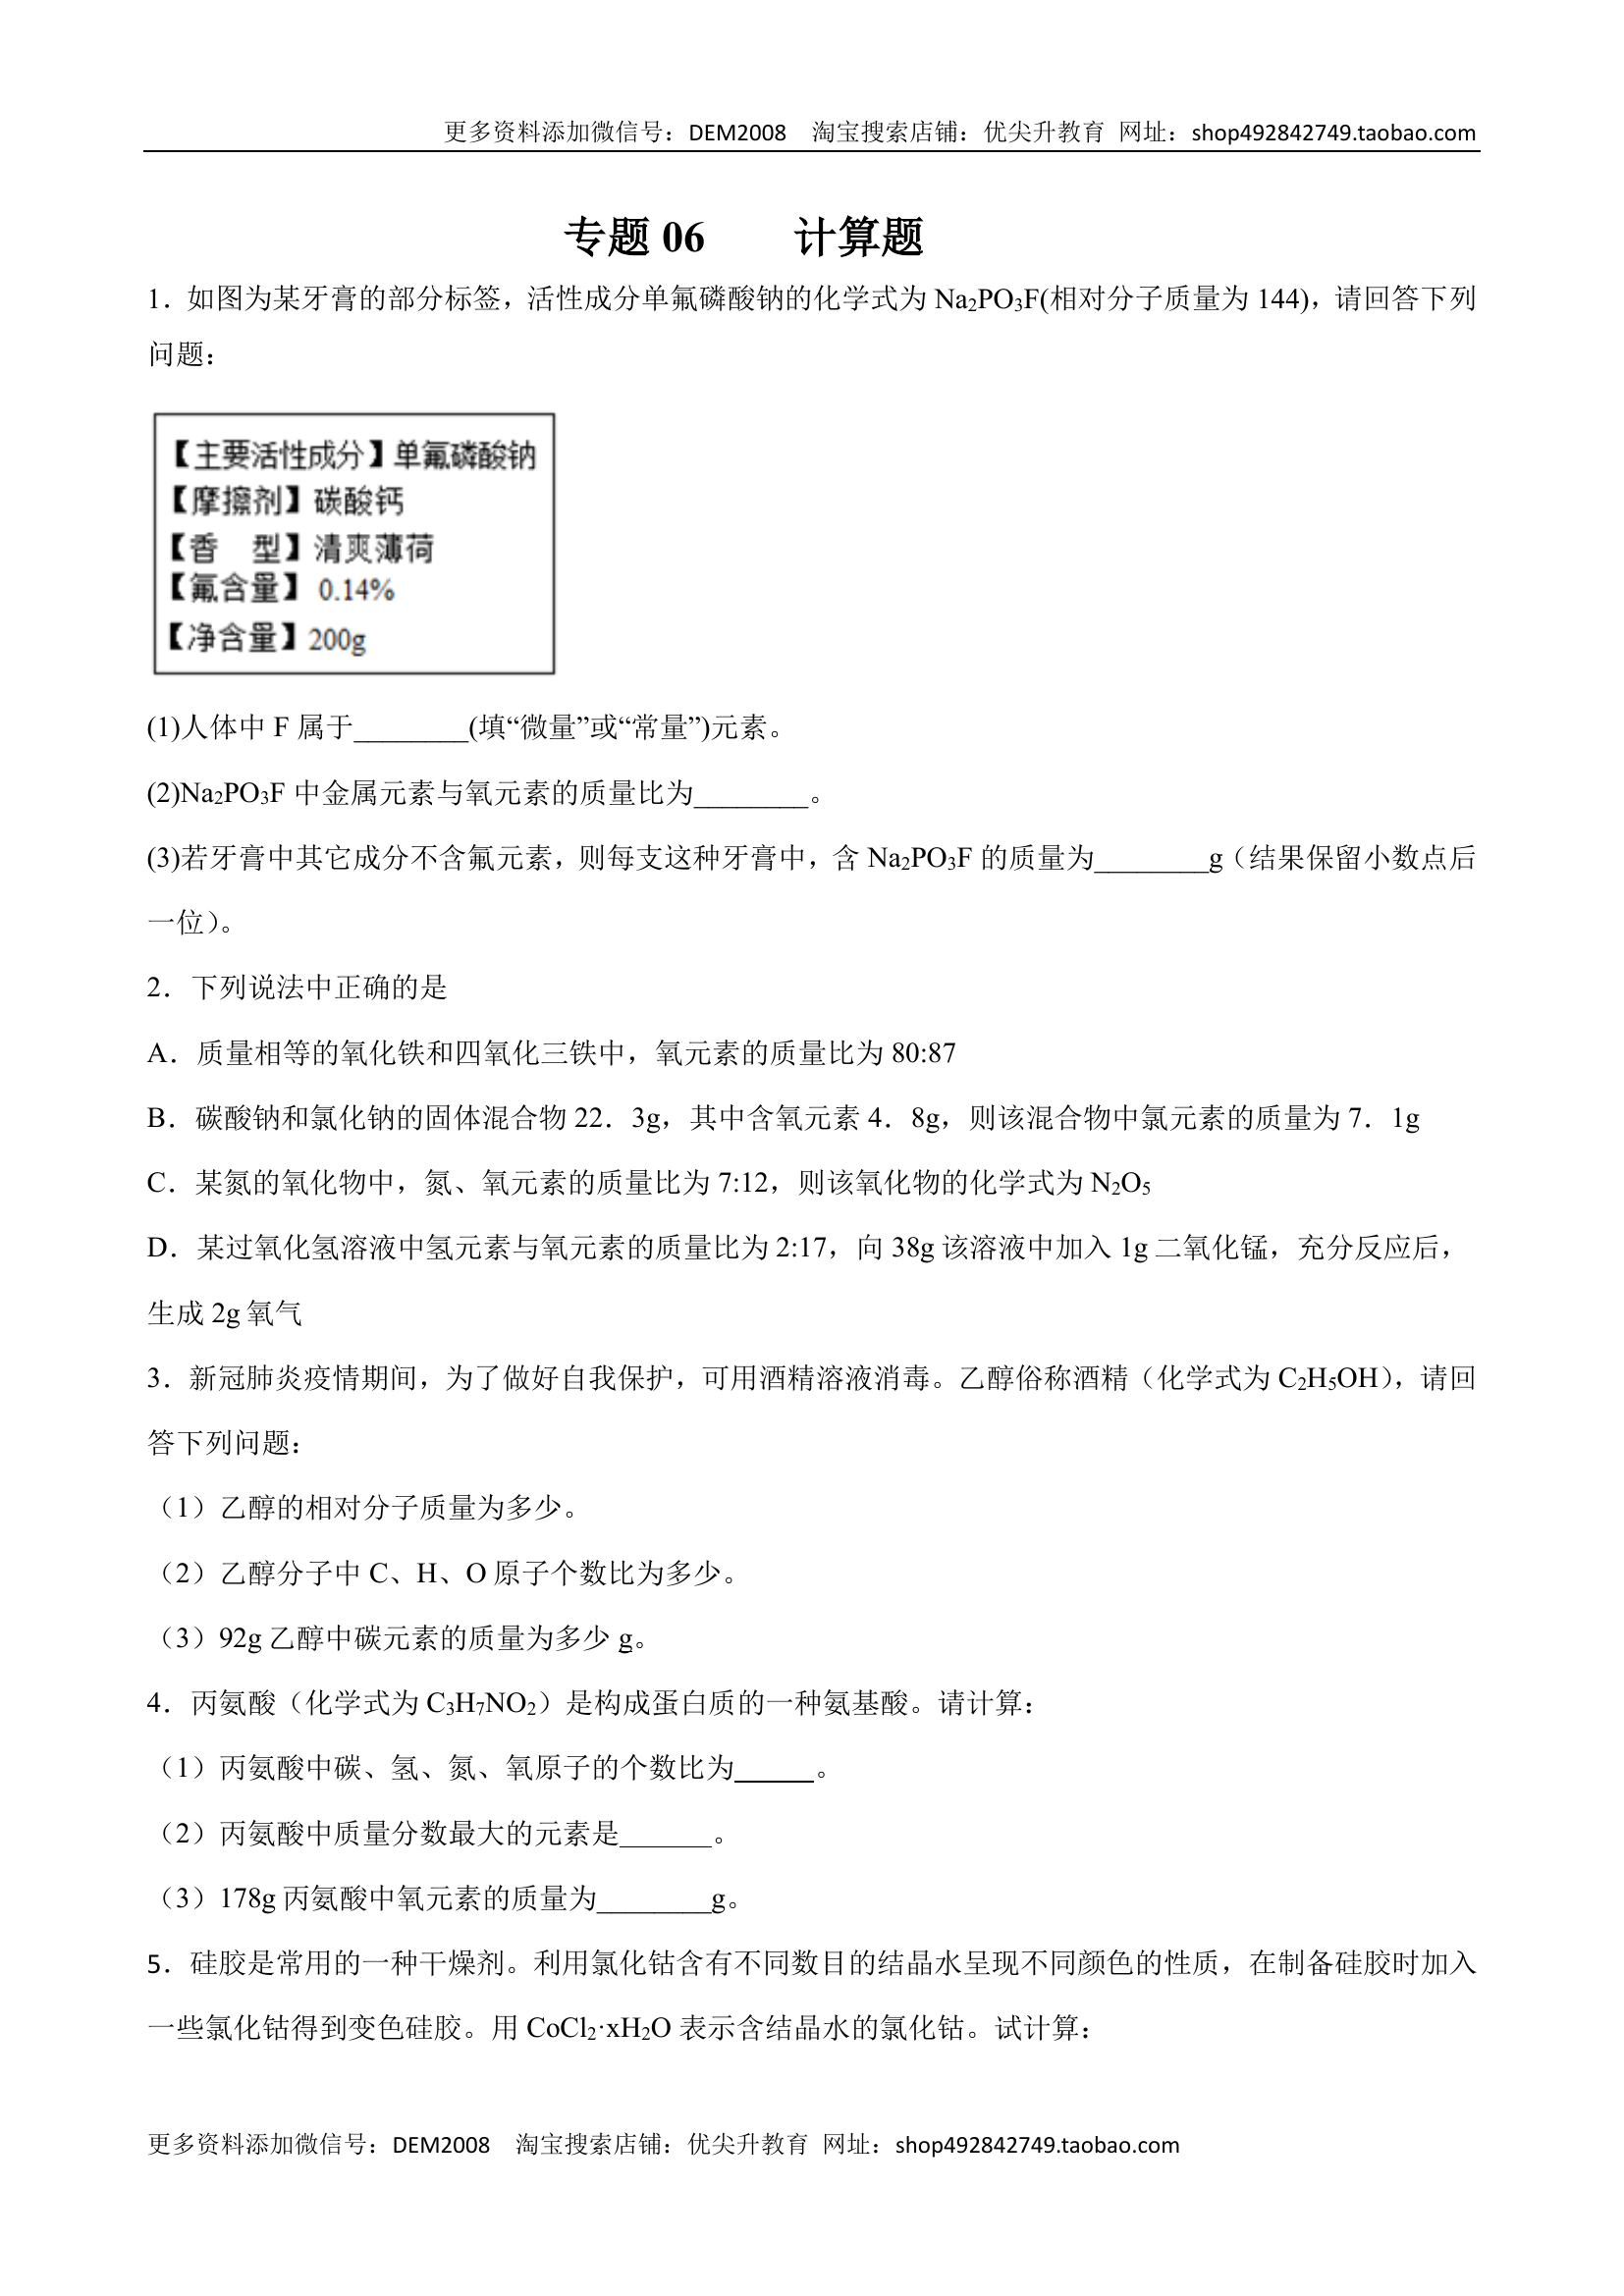 更多资料添加微信号：DEM2008 淘宝搜索店铺：优尖升教育 网址：shop492842749.taobao.com
专题 06 计算题
1．如图为某牙膏的部分标签，活性成分单氟磷酸钠的化学式为 Na₂PO₃F(相对分子质量为 144)，请回答下列
问题：
【主要活性成分】单氟磷酸钠
【摩擦剂】碳酸钙
【香 型】清爽薄荷
【氟含量】 0.14%
【净含量】200g
(1)人体中 F 属于________(填“微量”或“常量”)元素。
(2)Na₂PO₃F 中金属元素与氧元素的质量比为________。
(3)若牙膏中其它成分不含氟元素，则每支这种牙膏中，含 Na₂PO₃F 的质量为________g（结果保留小数点后
一位）。
2．下列说法中正确的是
A．质量相等的氧化铁和四氧化三铁中，氧元素的质量比为 80:87
B．碳酸钠和氯化钠的固体混合物 22．3g，其中含氧元素 4．8g，则该混合物中氯元素的质量为 7．1g
C．某氮的氧化物中，氮、氧元素的质量比为 7:12，则该氧化物的化学式为 N₂O₅
D．某过氧化氢溶液中氢元素与氧元素的质量比为 2:17，向 38g 该溶液中加入 1g 二氧化锰，充分反应后，
生成 2g 氧气
3．新冠肺炎疫情期间，为了做好自我保护，可用酒精溶液消毒。乙醇俗称酒精（化学式为 C₂H₅OH），请回
答下列问题：
（1）乙醇的相对分子质量为多少。
（2）乙醇分子中 C、H、O 原子个数比为多少。
（3）92g 乙醇中碳元素的质量为多少 g。
4．丙氨酸（化学式为 C₃H₇NO₂）是构成蛋白质的一种氨基酸。请计算：
（1）丙氨酸中碳、氢、氮、氧原子的个数比为_____。
（2）丙氨酸中质量分数最大的元素是______。
（3）178g 丙氨酸中氧元素的质量为________g。
5．硅胶是常用的一种干燥剂。利用氯化钴含有不同数目的结晶水呈现不同颜色的性质，在制备硅胶时加入
一些氯化钴得到变色硅胶。用 CoCl₂·xH₂O 表示含结晶水的氯化钴。试计算：
更多资料添加微信号：DEM2008 淘宝搜索店铺：优尖升教育 网址：shop492842749.taobao.com